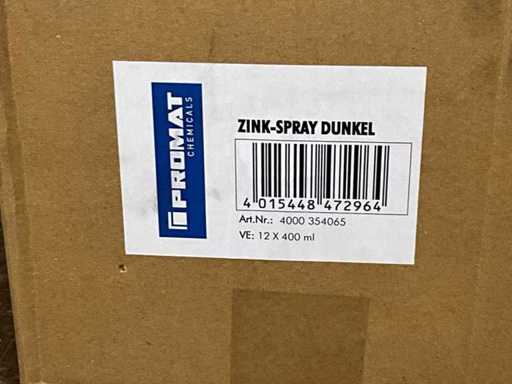 PROMAT
CHEMICALS
ZINK-SPRAY DUNKEL
4 015448 472964
Art.Nr.: 4000 354065
VE: 12 X 400 ml